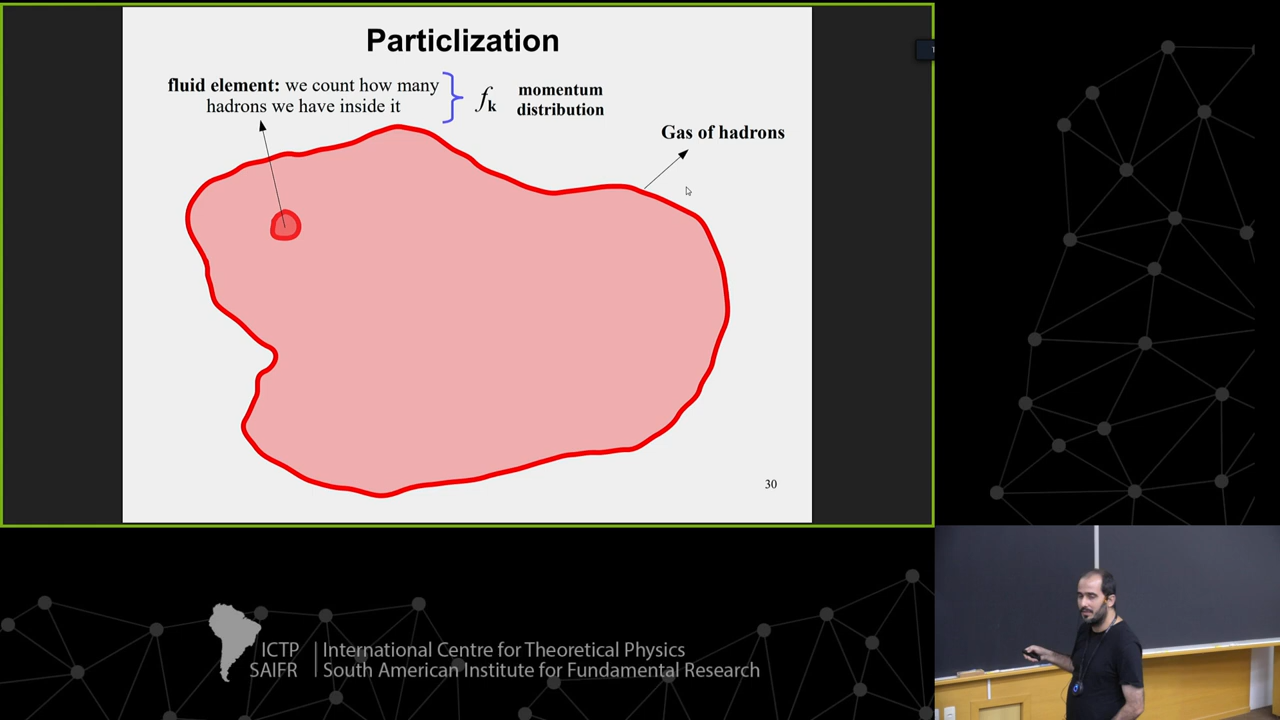 Particlization
fluid element: we count how many
hadrons we have inside it
f_k
momentum
distribution
Gas of hadrons
30
ICTP
SAIFR
International Centre for Theoretical Physics
South American Institute for Fundamental Research